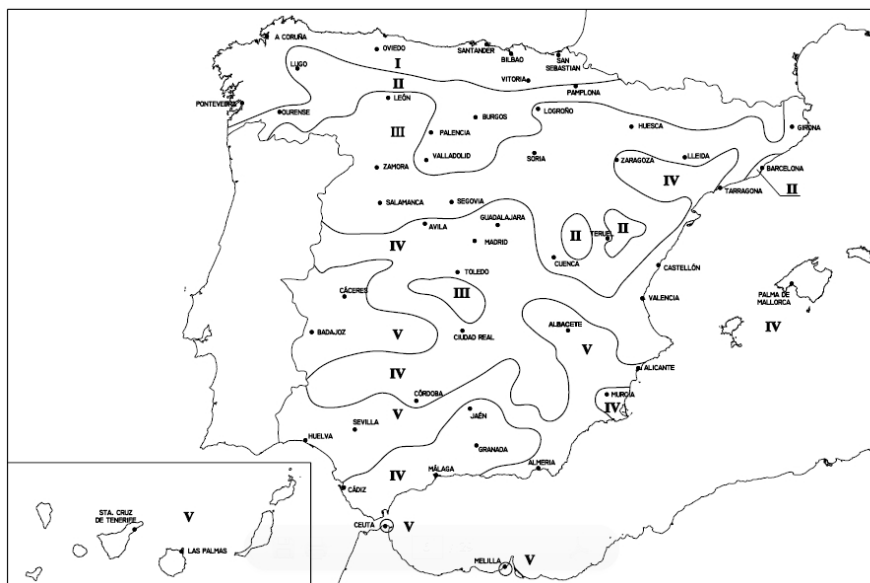 A CORUÑA
OVIEDO
SANTANDER
BILBAO
SAN
SEBASTIAN
LUGO
I
VITORIA
II
PAMPLONA
PONTEVEDRA
OURENSE
LEÓN
LOGROÑO
BURGOS
HUESCA
GIRONA
III
PALENCIA
VALLADOLID
SORIA
ZARAGOZA
LLEIDA
BARCELONA
ZAMORA
IV
TARRAGONA
II
SALAMANCA
SEGOVIA
AVILA
GUADALAJARA
IV
MADRID
II
TERUEL
II
CUENCA
TOLEDO
CASTELLÓN
CÁCERES
III
VALENCIA
PALMA DE
MALLORCA
IV
BADAJOZ
V
CIUDAD REAL
ALBACETE
V
IV
ALICANTE
CÓRDOBA
MURCIA
IV
V
JAÉN
SEVILLA
HUELVA
GRANADA
IV
MÁLAGA
ALMERIA
CÁDIZ
STA. CRUZ
DE TENERIFE
V
LAS PALMAS
CEUTA
V
MELILLA
V